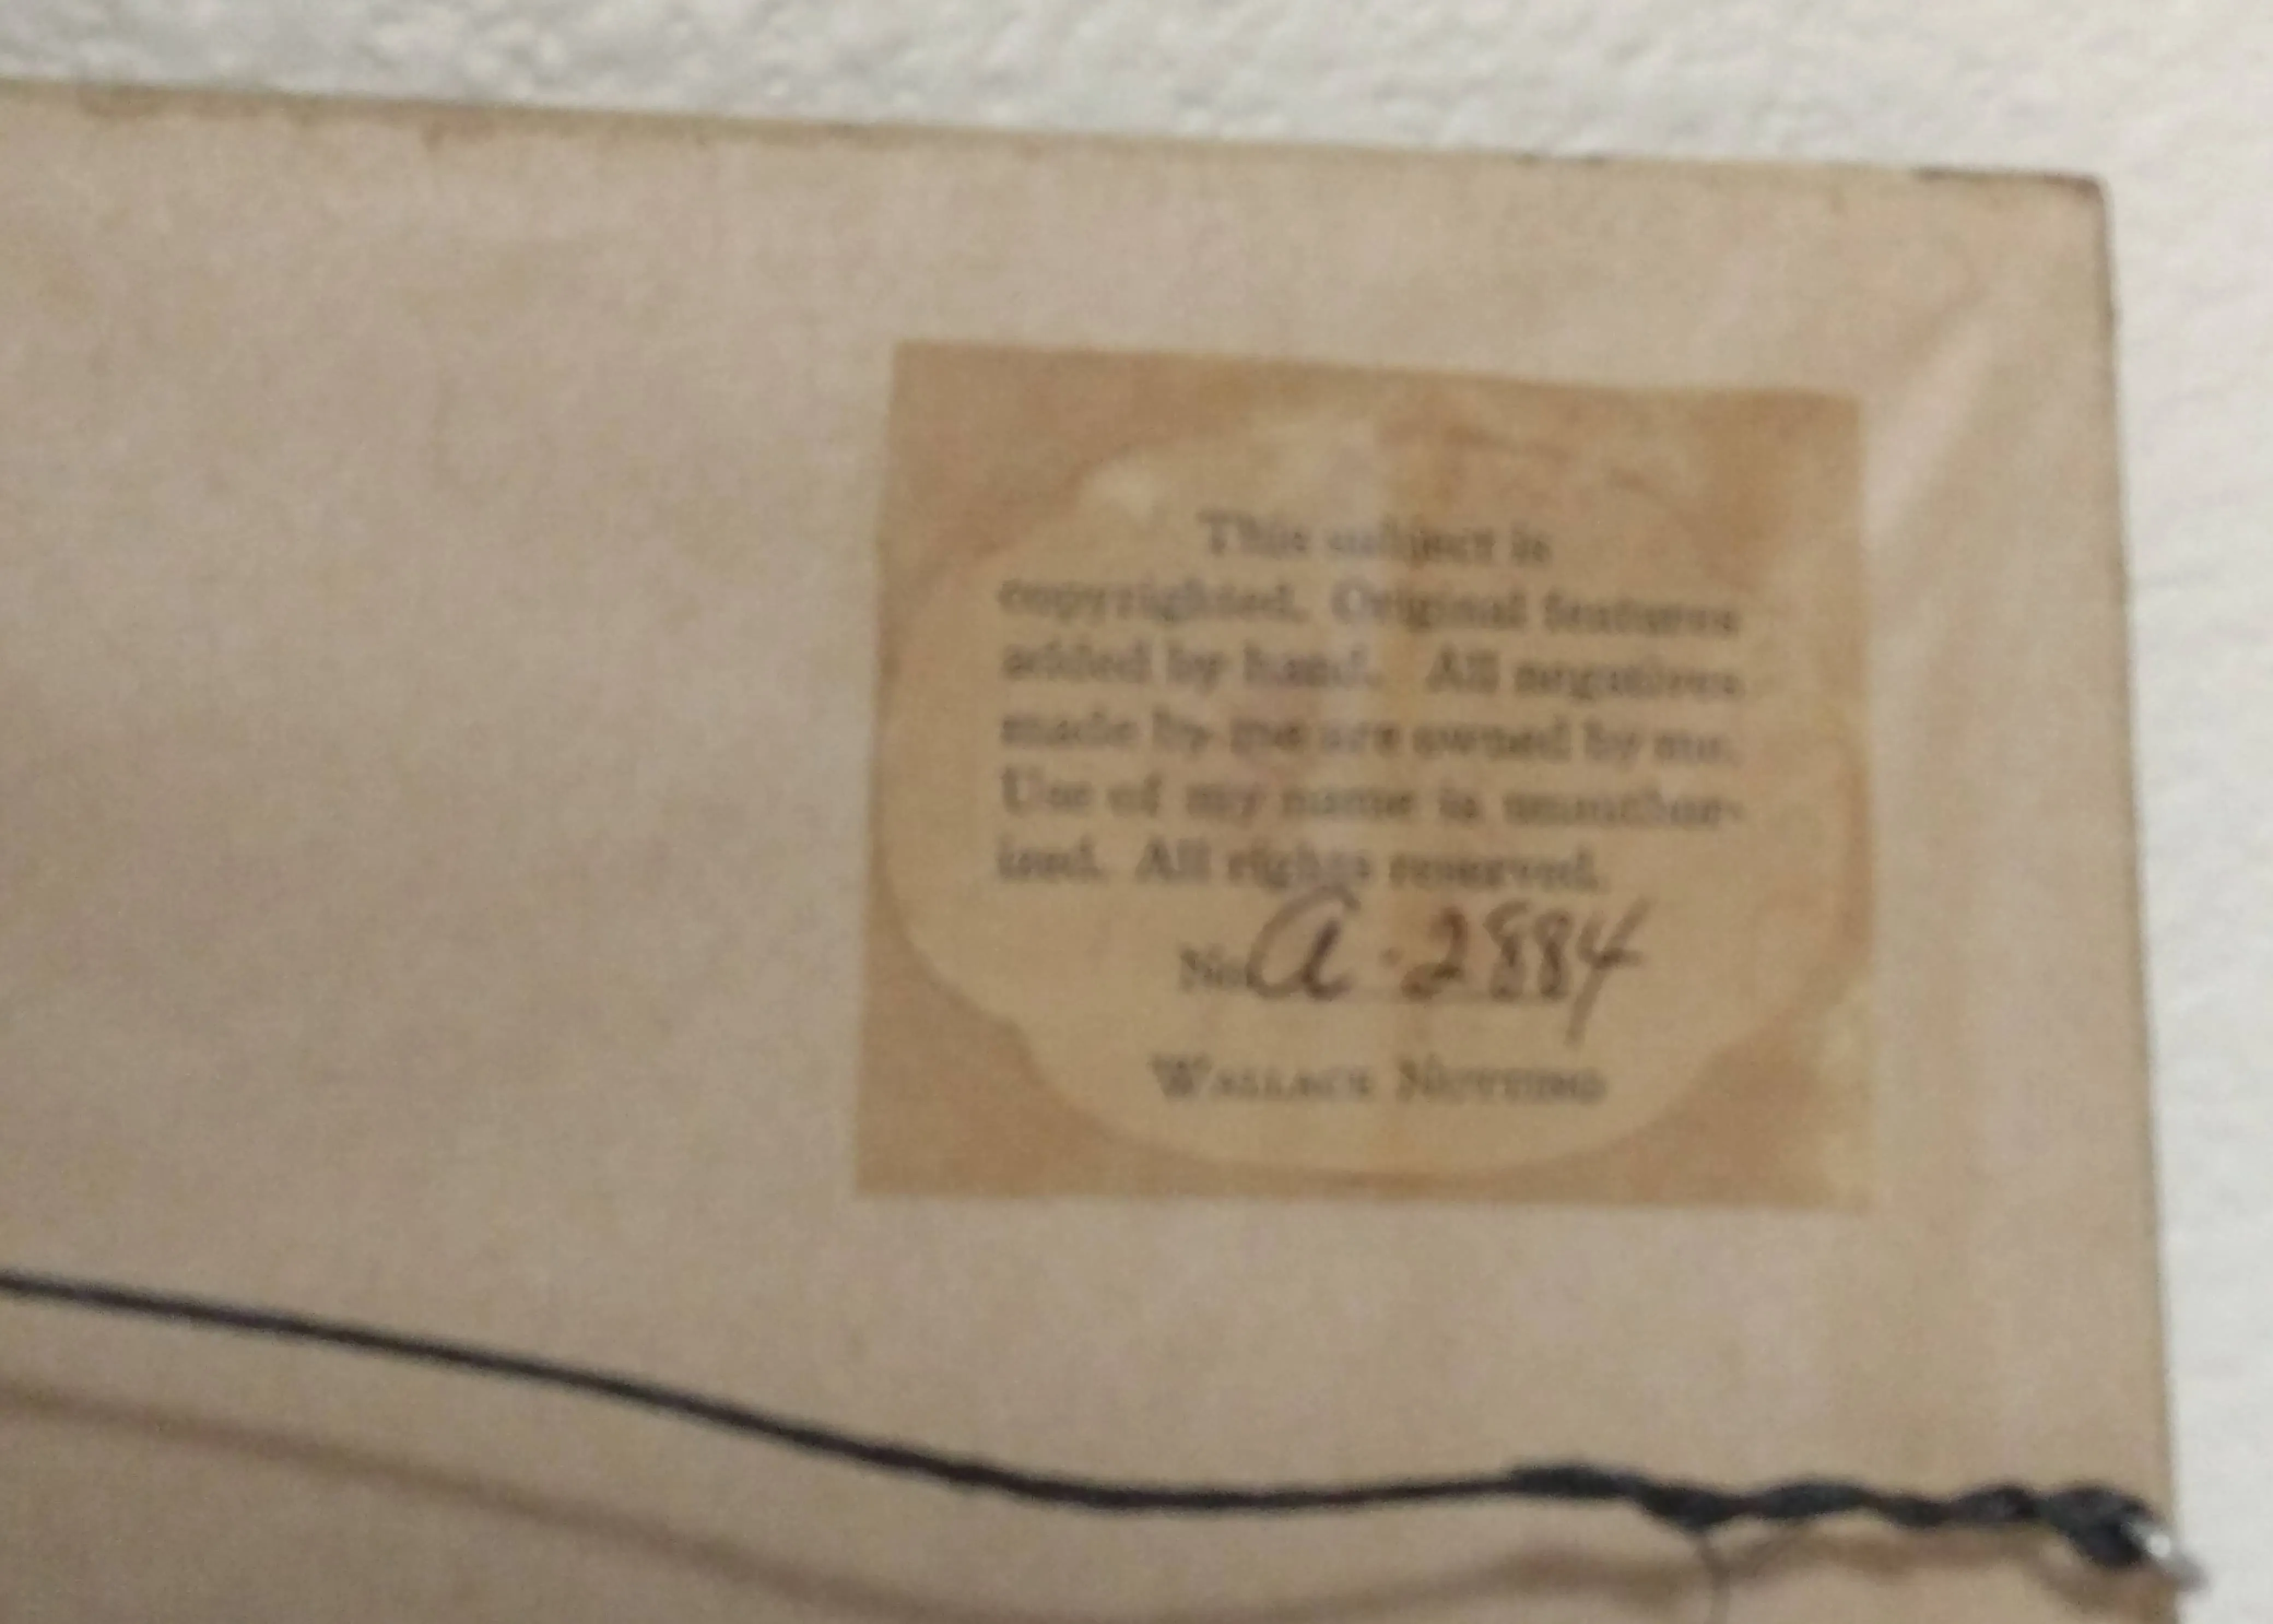 This subject is
copyrighted. Original features
added by hand. All negatives
made by me are owned by me.
Use of my name is unauthor-
ized. All rights reserved.
No. a-2884
WALLACE NUTTING